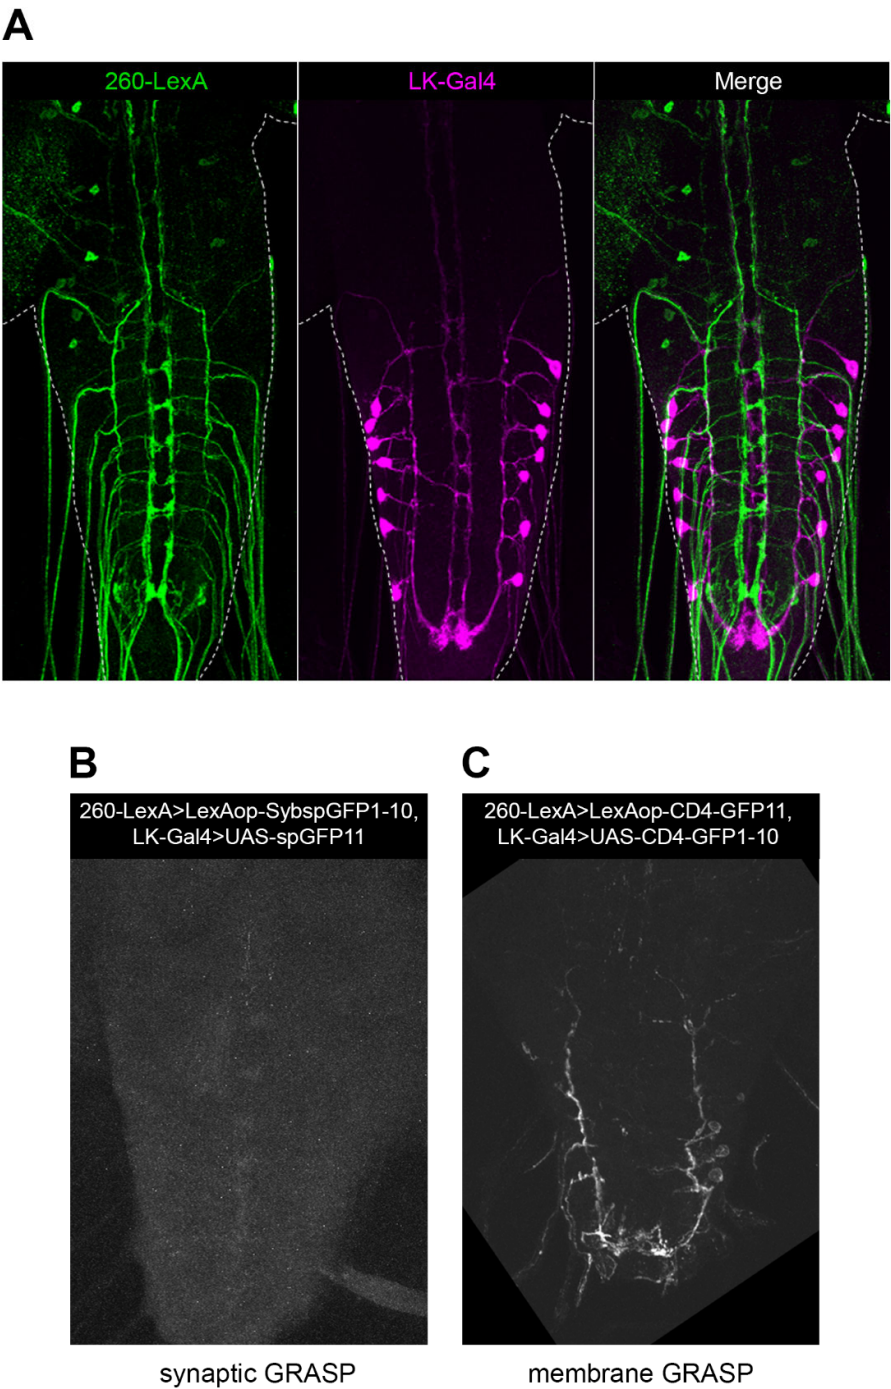 A
260-LexA
LK-Gal4
Merge
B
260-LexA>LexAop-SybspGFP1-10,
LK-Gal4>UAS-spGFP11
synaptic GRASP
C
260-LexA>LexAop-CD4-GFP11,
LK-Gal4>UAS-CD4-GFP1-10
membrane GRASP